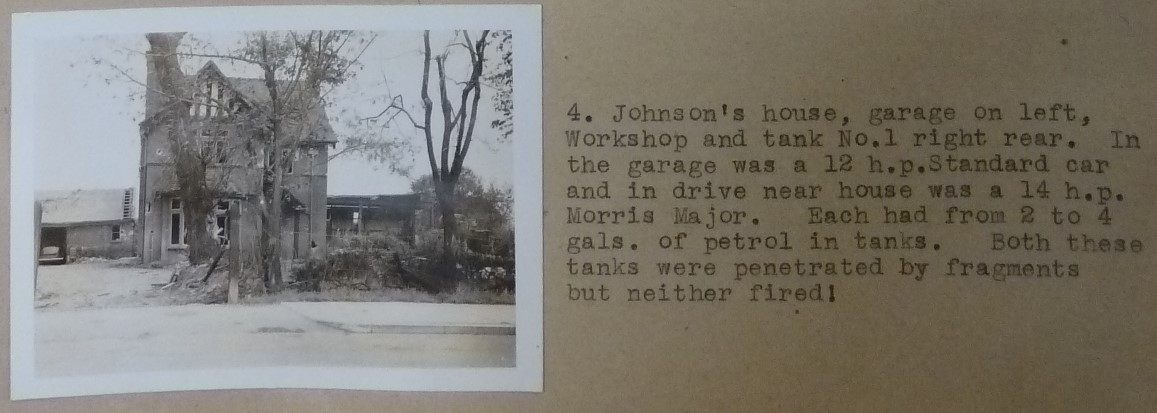 4. Johnson's house, garage on left,
Workshop and tank No.1 right rear. In
the garage was a 12 h.p.Standard car
and in drive near house was a 14 h.p.
Morris Major. Each had from 2 to 4
gals. of petrol in tanks. Both these
tanks were penetrated by fragments
but neither fired!